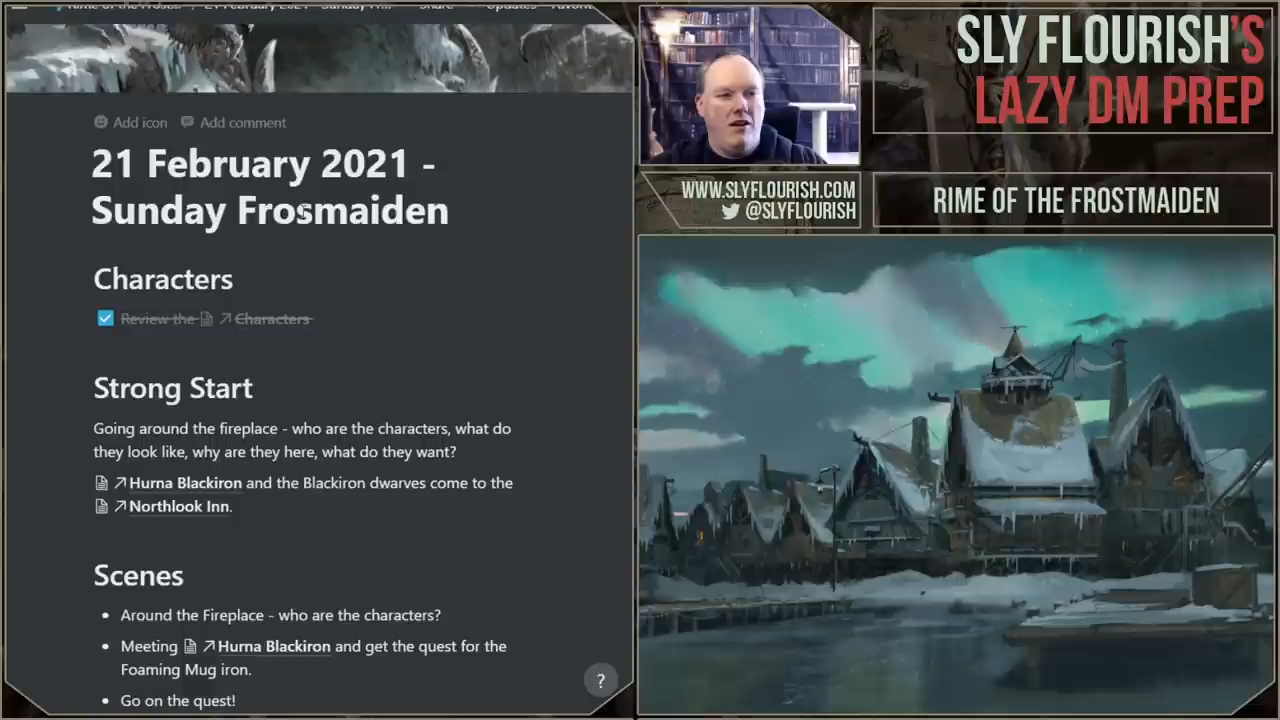 Add icon Add comment
21 February 2021 -
Sunday Frosmaiden
Characters
Review the Characters
Strong Start
Going around the fireplace - who are the characters, what do
they look like, why are they here, what do they want?
Hurna Blackiron and the Blackiron dwarves come to the
Northlook Inn.
Scenes
Around the Fireplace - who are the characters?
Meeting Hurna Blackiron and get the quest for the
Foaming Mug iron.
Go on the quest!
?
SLY FLOURISH'S
LAZY DM PREP
WWW.SLYFLOURISH.COM
@SLYFLOURISH
RIME OF THE FROSTMAIDEN